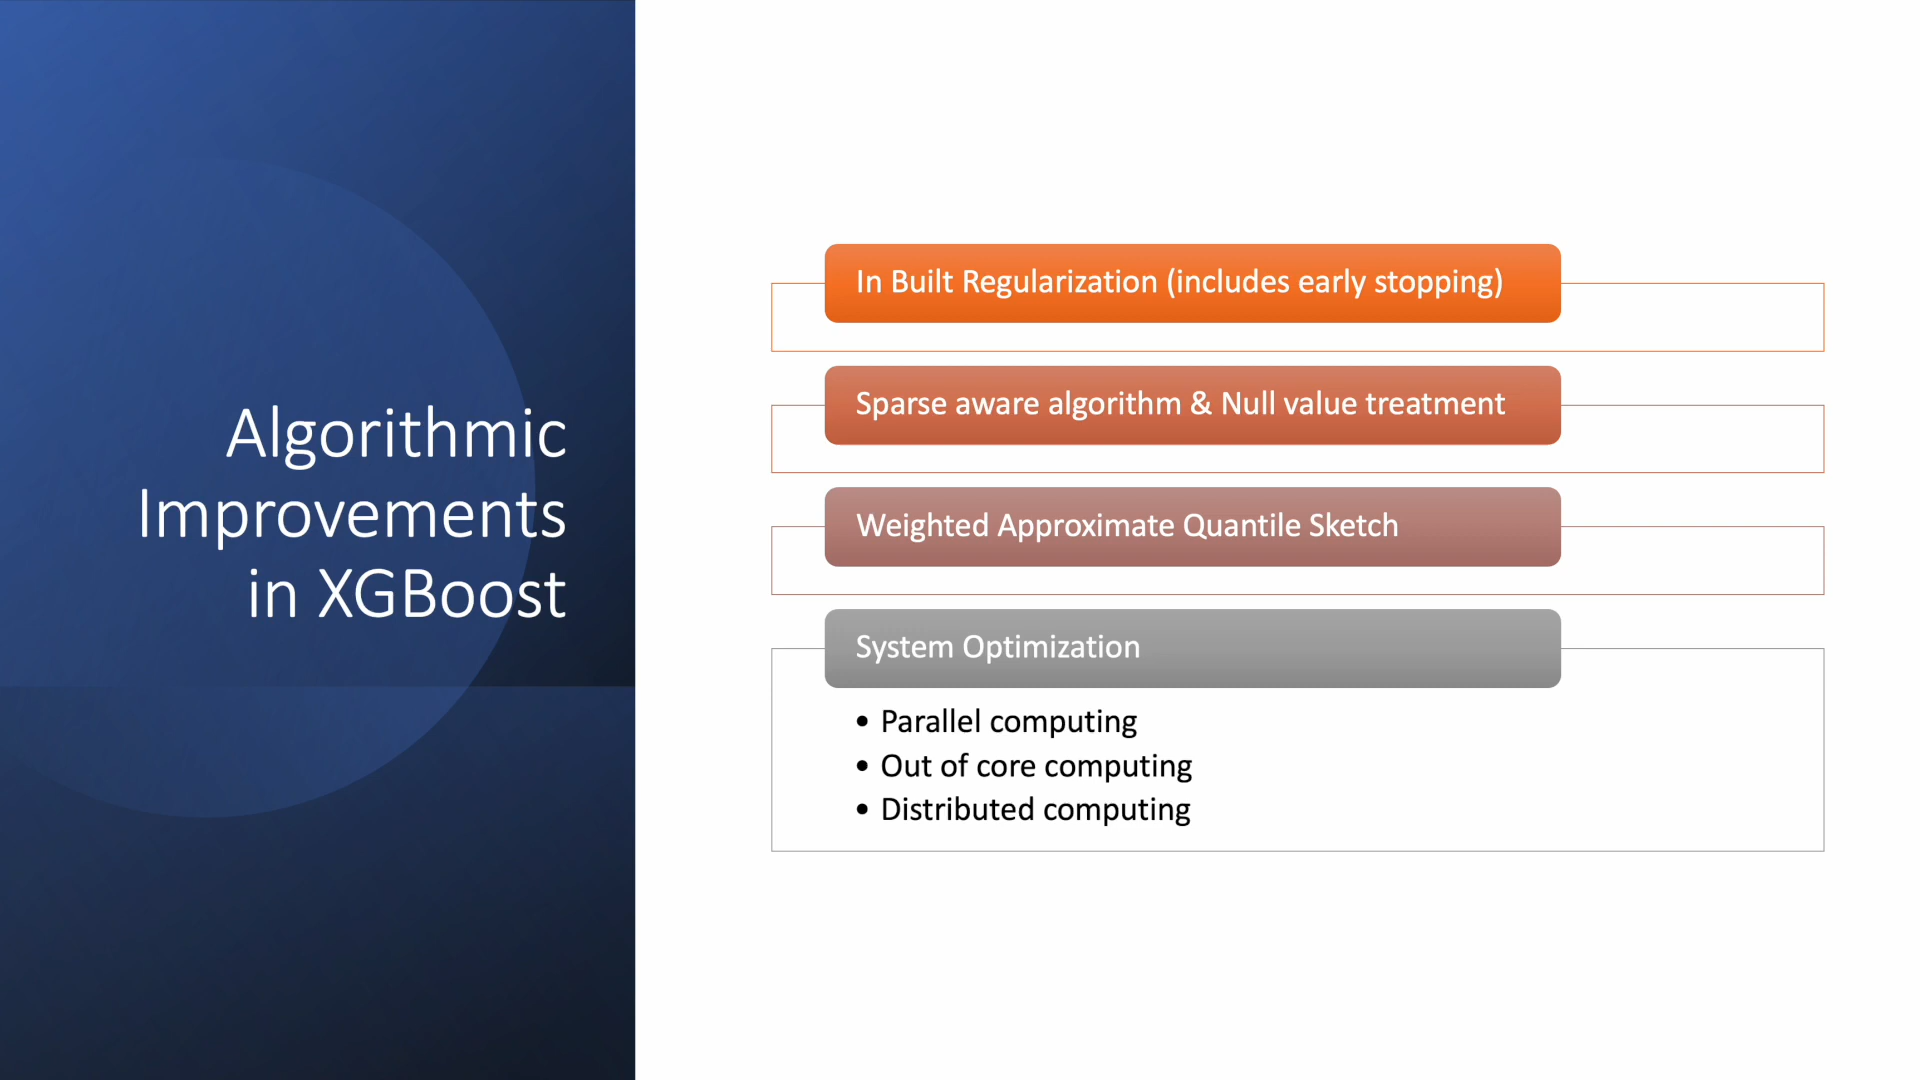 Algorithmic
Improvements
in XGBoost
In Built Regularization (includes early stopping)
Sparse aware algorithm & Null value treatment
Weighted Approximate Quantile Sketch
System Optimization
• Parallel computing
• Out of core computing
• Distributed computing